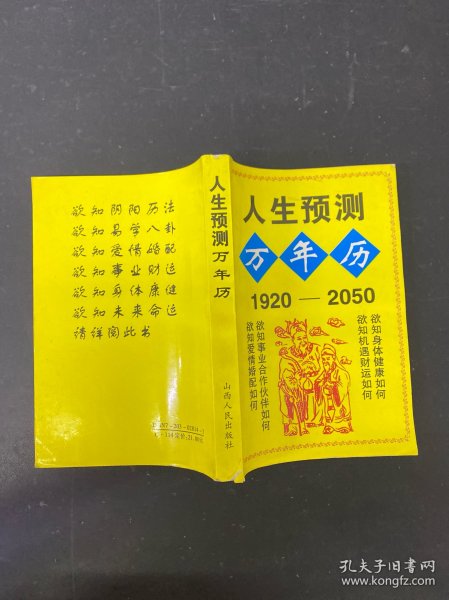 欲知阴阳历法
欲知易学八卦
欲知爱情婚配
欲知事业财运
欲知身体康健
欲知未来命运
请详阅此书
人生预测万年历
山西人民出版社
人生预测
万年历
1920—2050
欲知身体健康如何
欲知机遇财运如何
欲知事业合作伙伴如何
欲知爱情婚配如何
孔夫子旧书网
www.kongfz.com